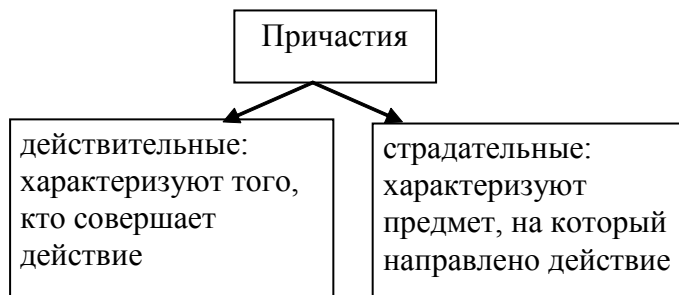 Причастия
действительные:
характеризуют того,
кто совершает
действие
страдательные:
характеризуют
предмет, на который
направлено действие